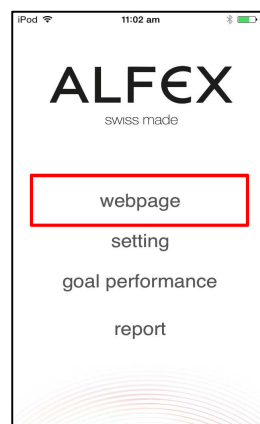 iPod 11:02 am
ALFEX
swiss made
webpage
setting
goal performance
report